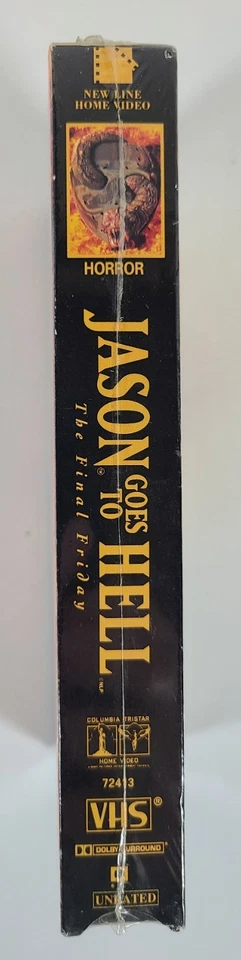 NEW LINE
HOME VIDEO
HORROR
JASON GOES TO HELL
The Final Friday
COLUMBIA TRISTAR
HOME VIDEO
72413
VHS®
DOLBY SURROUND
UNRATED